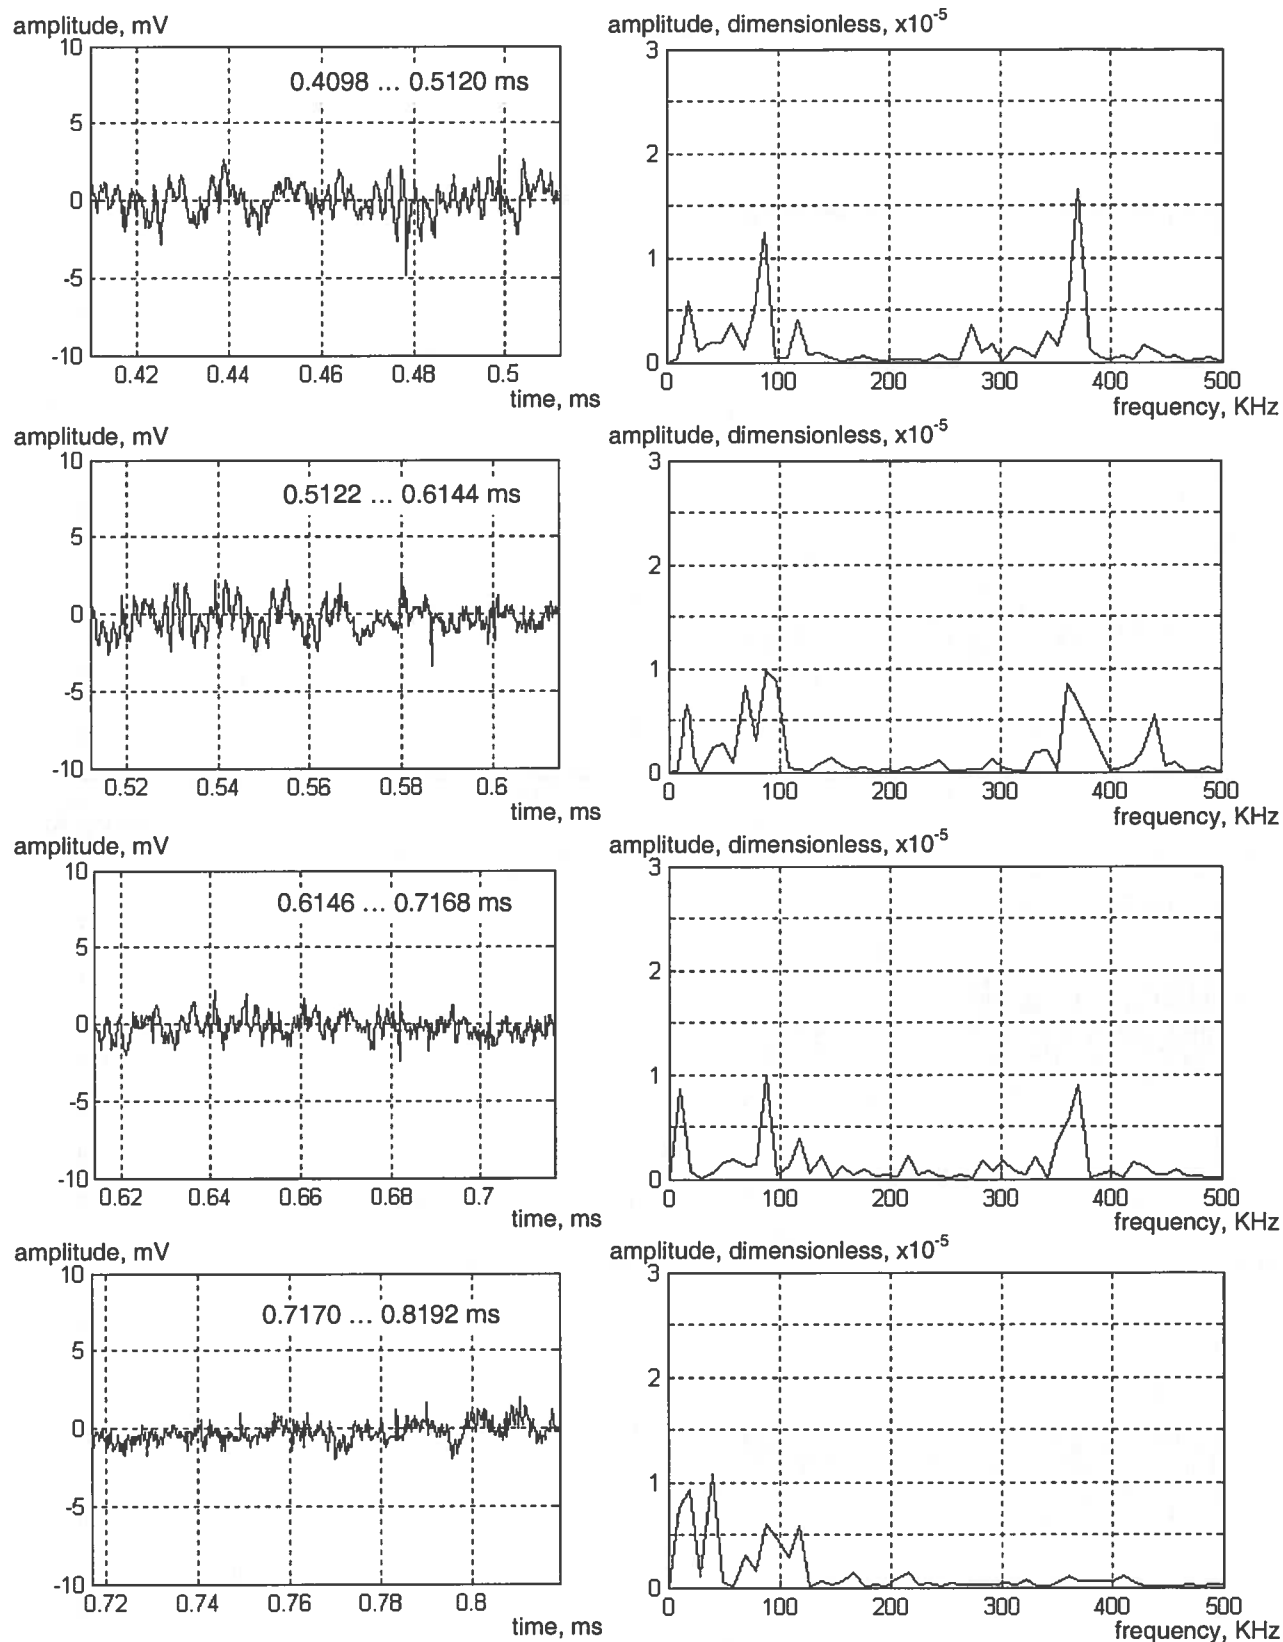 amplitude, mV
10
0.4098 ... 0.5120 ms
5
0
-5
-10
0.42 0.44 0.46 0.48 0.5
time, ms
amplitude, dimensionless, x10-5
3
2
1
0
0 100 200 300 400 500
frequency, KHz
amplitude, mV
10
0.5122 ... 0.6144 ms
5
0
-5
-10
0.52 0.54 0.56 0.58 0.6
time, ms
amplitude, dimensionless, x10-5
3
2
1
0
0 100 200 300 400 500
frequency, KHz
amplitude, mV
10
0.6146 ... 0.7168 ms
5
0
-5
-10
0.62 0.64 0.66 0.68 0.7
time, ms
amplitude, dimensionless, x10-5
3
2
1
0
0 100 200 300 400 500
frequency, KHz
amplitude, mV
10
0.7170 ... 0.8192 ms
5
0
-5
-10
0.72 0.74 0.76 0.78 0.8
time, ms
amplitude, dimensionless, x10-5
3
2
1
0
0 100 200 300 400 500
frequency, KHz